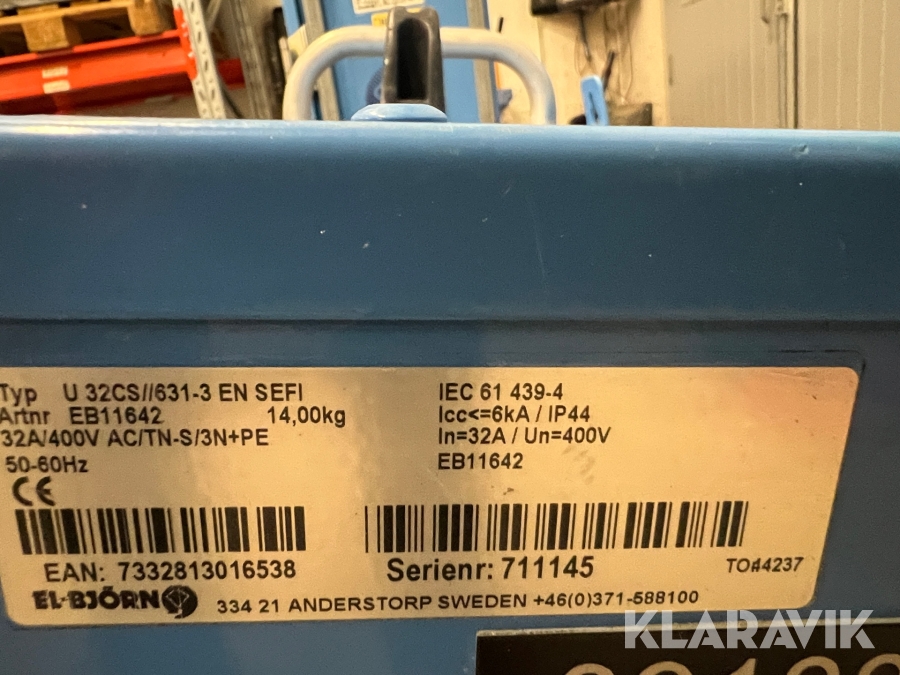 Typ U 32CS//631-3 EN SEFI
Artnr EB11642 14,00kg
32A/400V AC/TN-S/3N+PE
50-60Hz
CE
IEC 61 439-4
Icc<=6kA / IP44
In=32A / Un=400V
EB11642
EAN: 7332813016538
Serienr: 711145
EL-BJÖRN
334 21 ANDERSTORP SWEDEN +46(0)371-588100
KLARAVIK